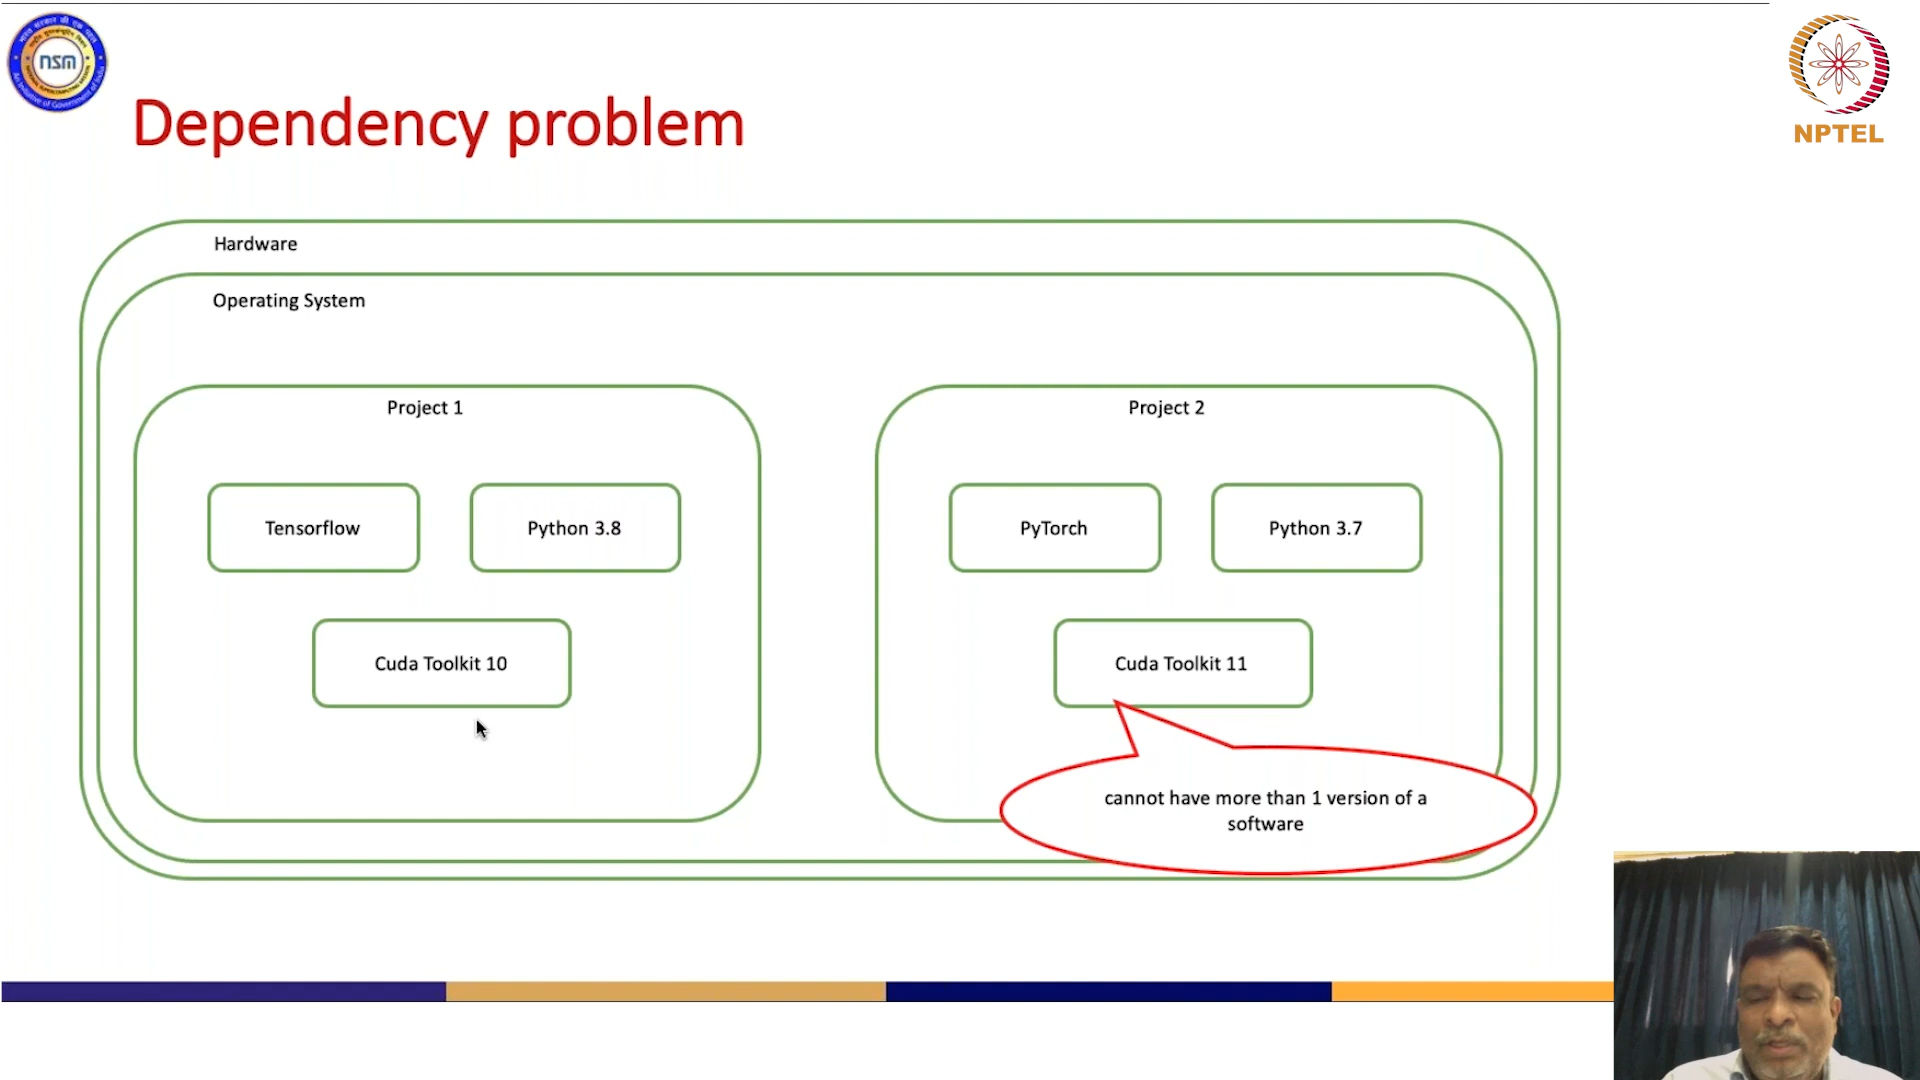 nsm
NPTEL
Dependency problem
Hardware
Operating System
Project 1
Project 2
Tensorflow
Python 3.8
PyTorch
Python 3.7
Cuda Toolkit 10
Cuda Toolkit 11
cannot have more than 1 version of a
software